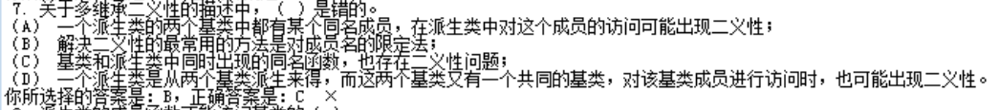 7. 关于多继承二义性的描述中，( ) 是错的。
(A) 一个派生类的两个基类中都有某个同名成员，在派生类中对这个成员的访问可能出现二义性；
(B) 解决二义性的最常用的方法是对成员名的限定法；
(C) 基类和派生类中同时出现的同名函数，也存在二义性问题；
(D) 一个派生类是从两个基类派生来得，而这两个基类又有一个共同的基类，对该基类成员进行访问时，也可能出现二义性。
你所选择的答案是：B，正确答案是：C ×